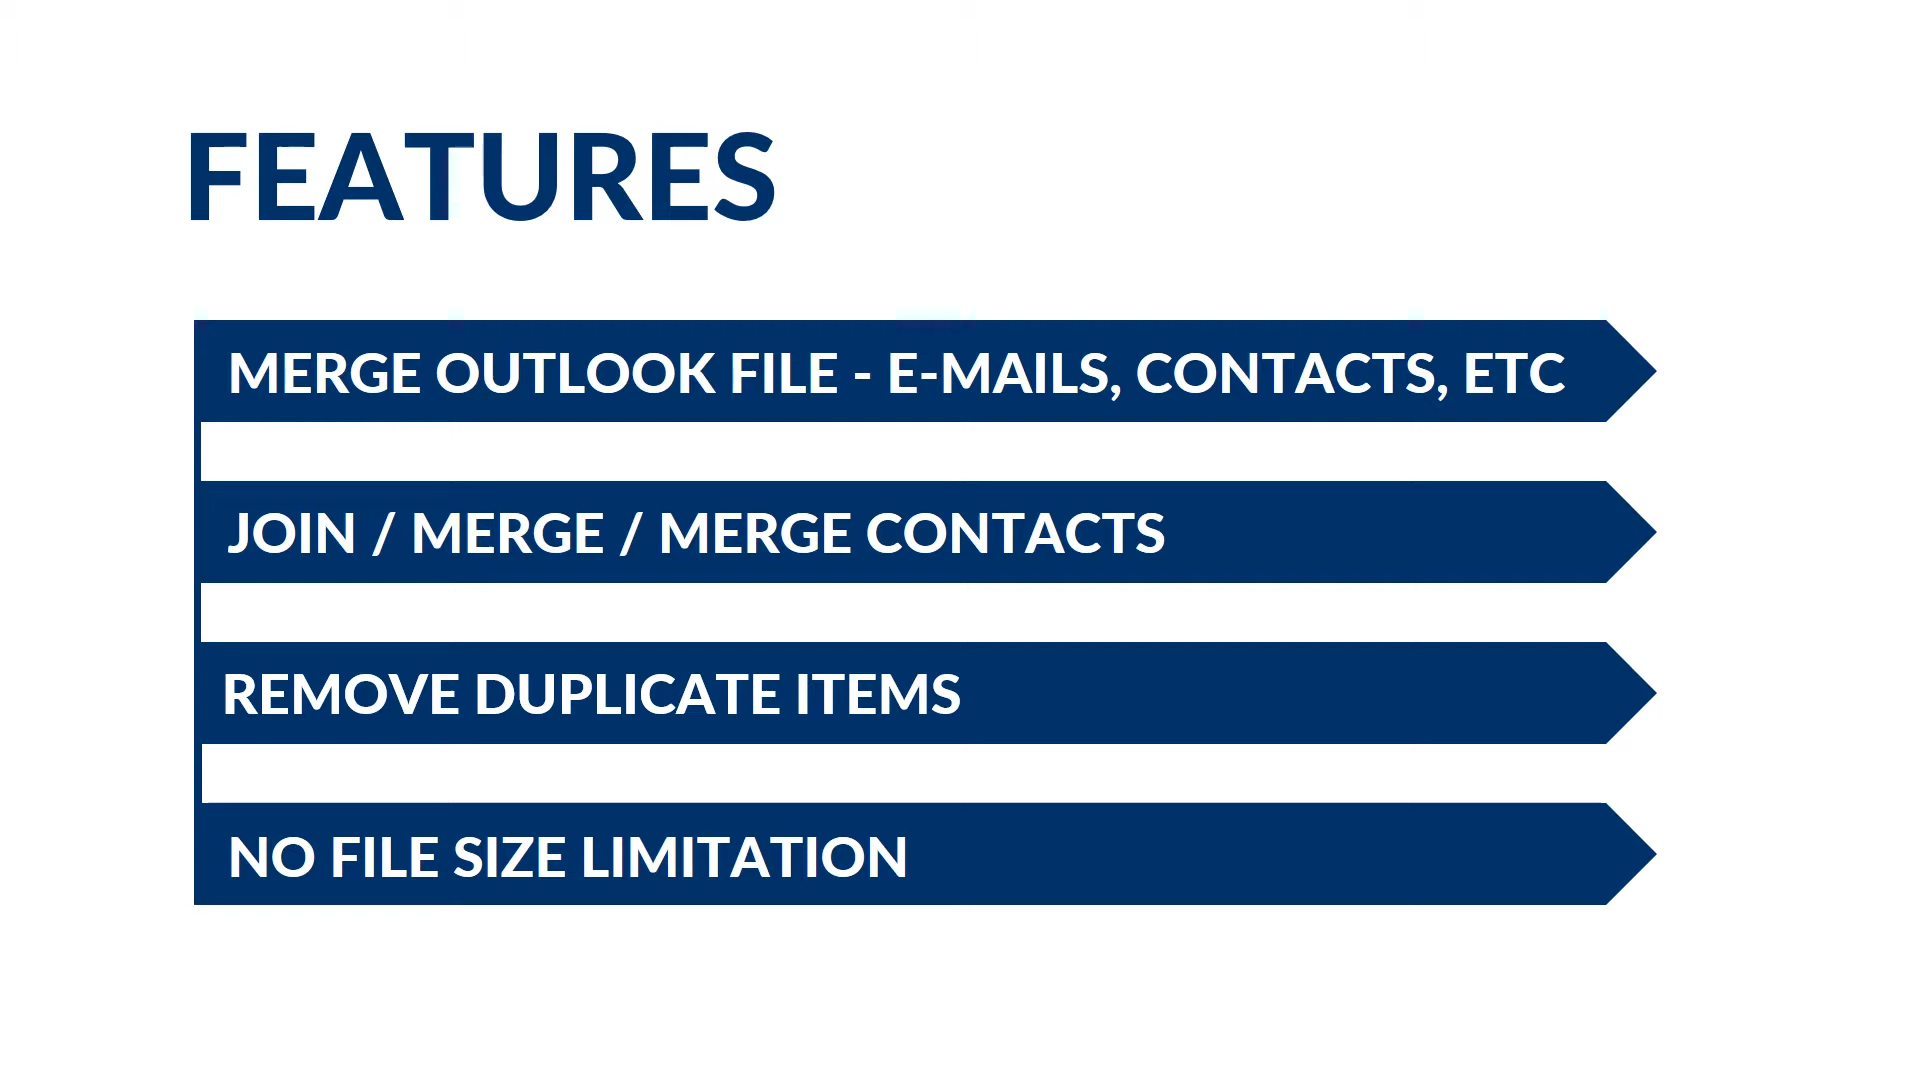 FEATURES
MERGE OUTLOOK FILE - E-MAILS, CONTACTS, ETC
JOIN / MERGE / MERGE CONTACTS
REMOVE DUPLICATE ITEMS
NO FILE SIZE LIMITATION